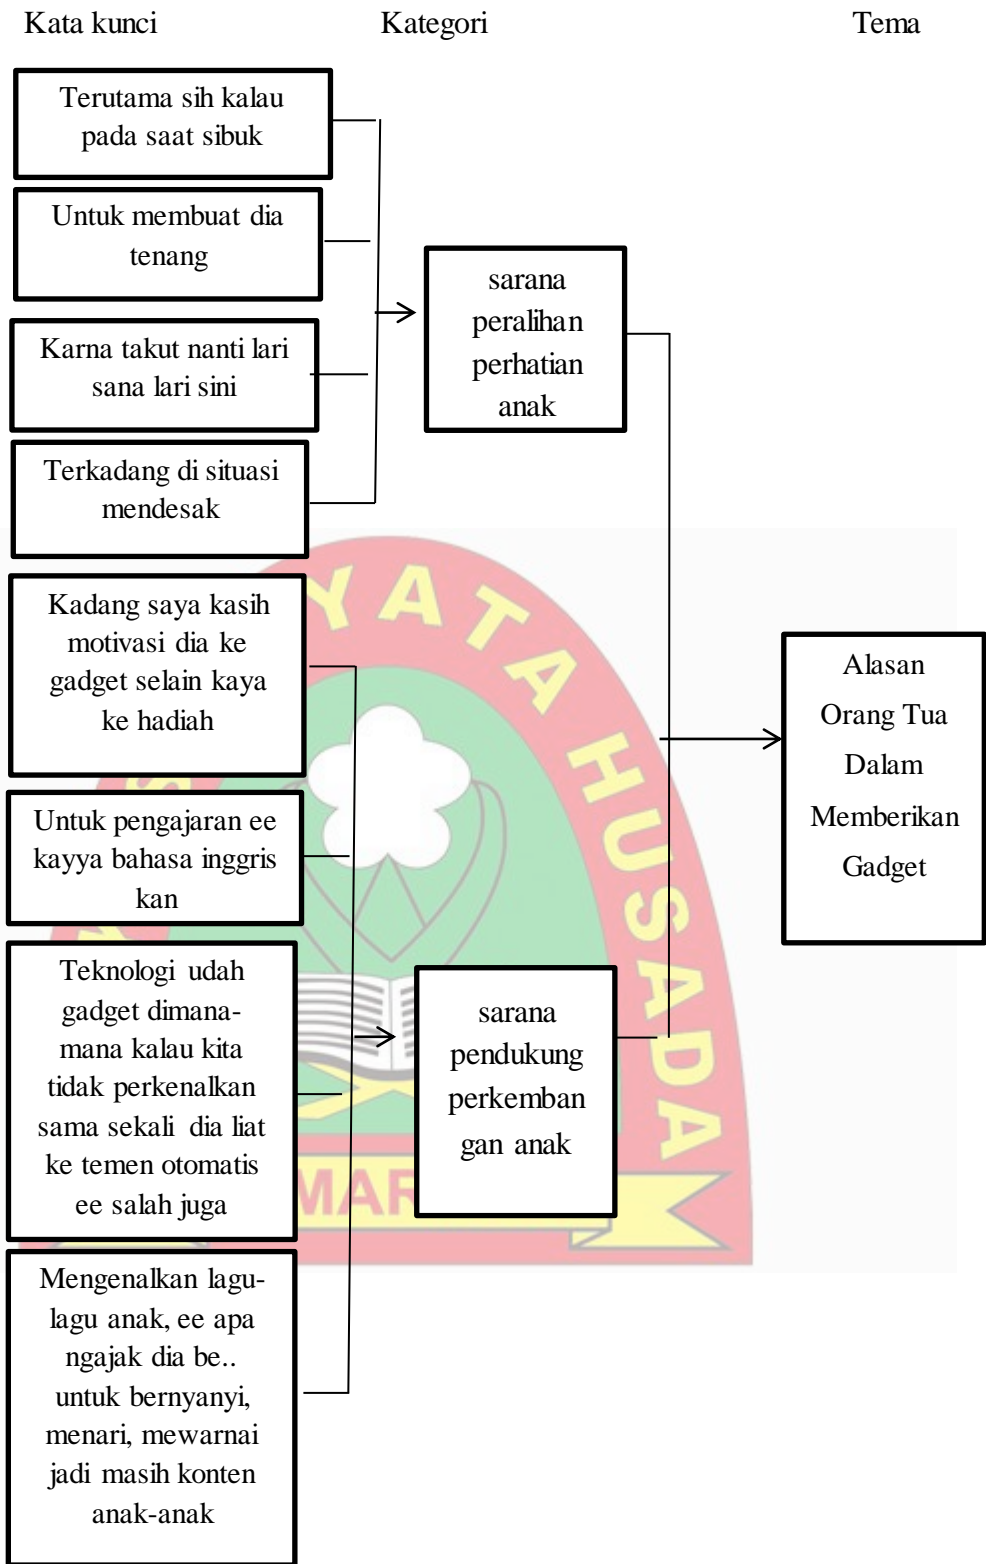 Kata kunci
Kategori
Tema
Terutama sih kalau
pada saat sibuk
Untuk membuat dia
tenang
Karna takut nanti lari
sana lari sini
Terkadang di situasi
mendesak
Kadang saya kasih
motivasi dia ke
gadget selain kaya
ke hadiah
Untuk pengajaran ee
kayya bahasa inggris
kan
Teknologi udah
gadget dimana-
mana kalau kita
tidak perkenalkan
sama sekali dia liat
ke temen otomatis
ee salah juga
Mengenalkan lagu-
lagu anak, ee apa
ngajak dia be..
untuk bernyanyi,
menari, mewarnai
jadi masih konten
anak-anak
sarana
peralihan
perhatian
anak
sarana
pendukung
perkemban
gan anak
Alasan
Orang Tua
Dalam
Memberikan
Gadget
YATA HUSADA